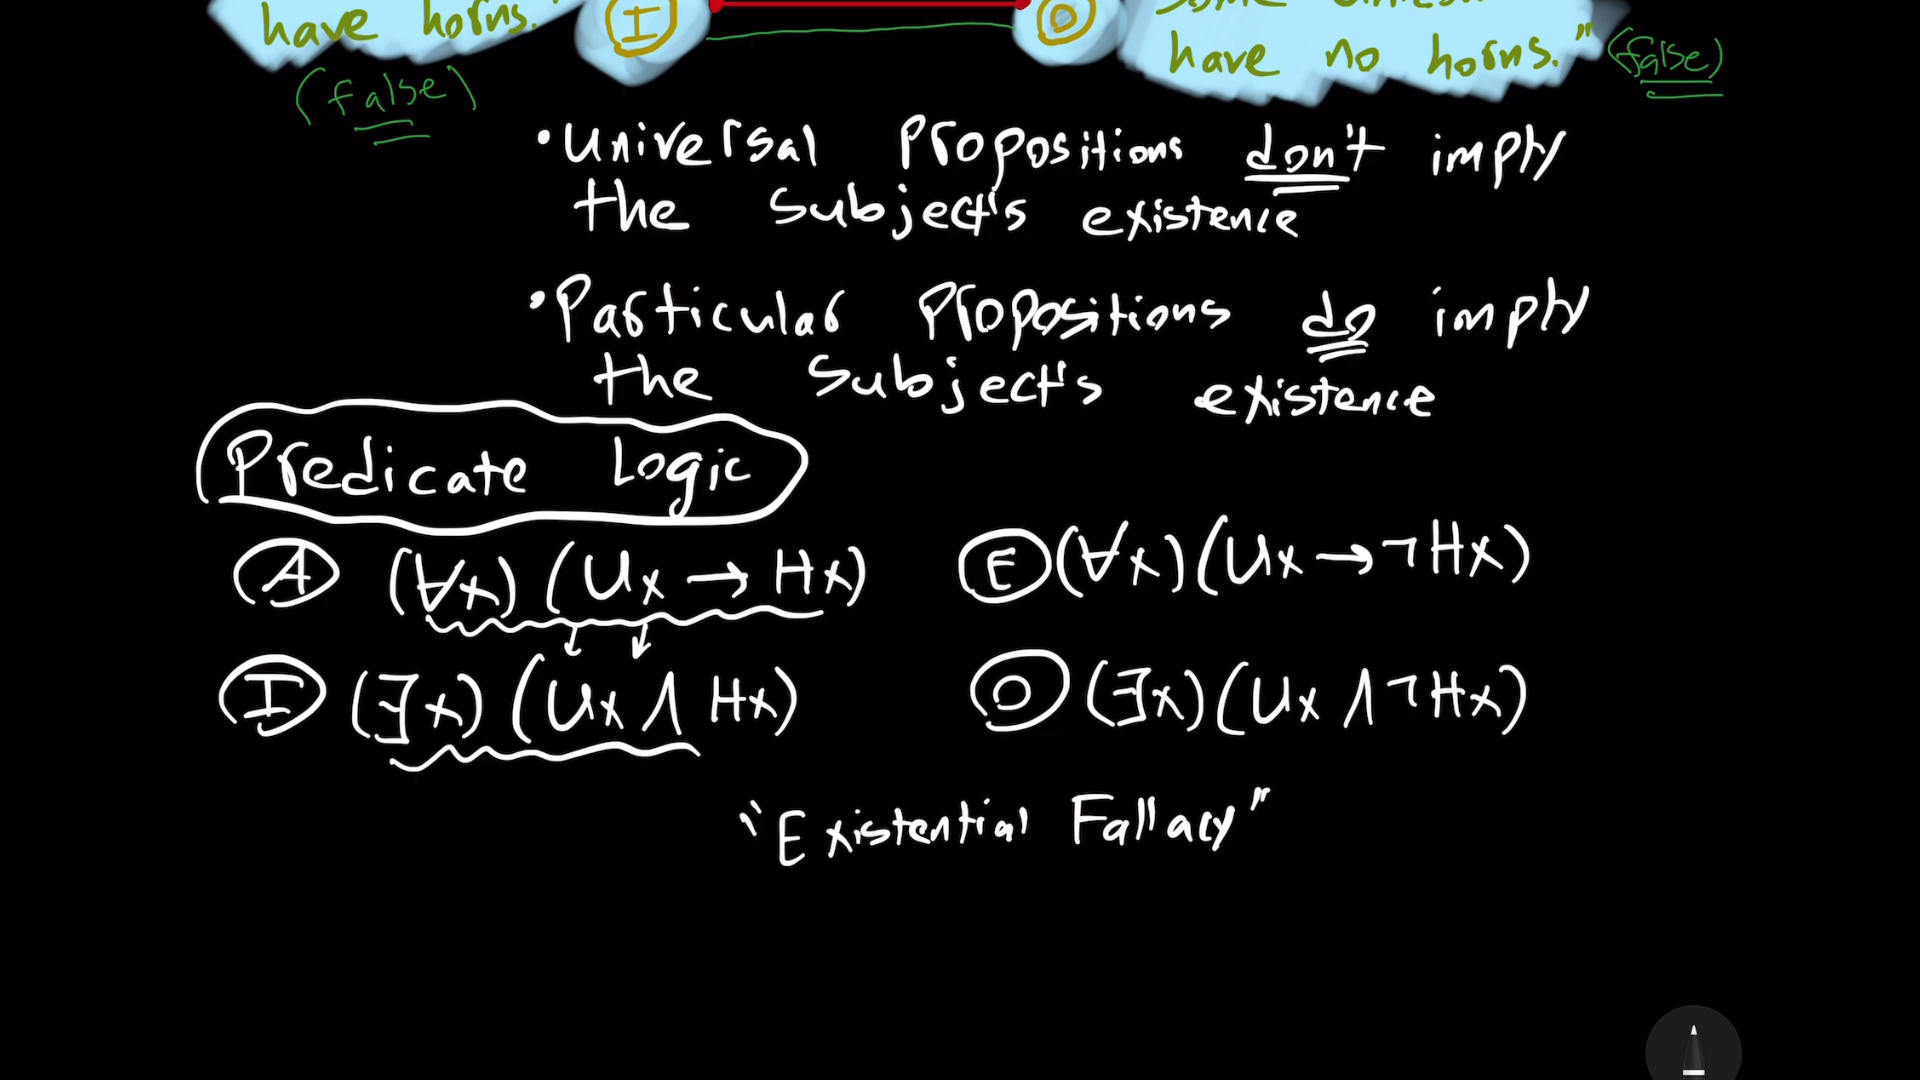 have horns."
I
O
have no horns."
(false)
(false)
• Universal Propositions don't imply
the subject's existence
• Particular Propositions do imply
the subject's existence
Predicate Logic
A (∀x)(Ux → Hx)
E (∀x)(Ux → ¬Hx)
I (∃x)(Ux ∧ Hx)
O (∃x)(Ux ∧ ¬Hx)
"Existential Fallacy"